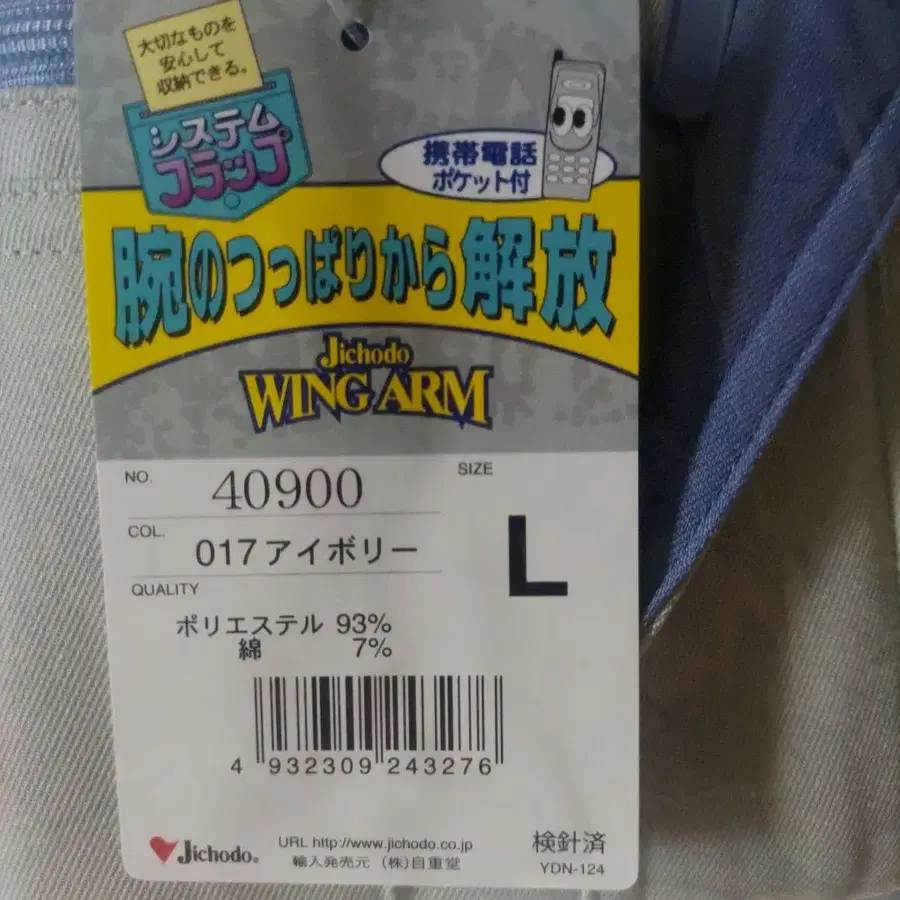 大切なものを
安心して
収納できる。
システム
フラップ
携帯電話
ポケット付
腕のつっぱりから解放
Jichodo
WING ARM
NO. 40900
SIZE
L
COL. 017アイボリー
QUALITY
ポリエステル 93%
綿 7%
4 932309 243276
Jichodo®
URL http://www.jichodo.co.jp
輸入発売元 (株)自重堂
検針済
YDN-124